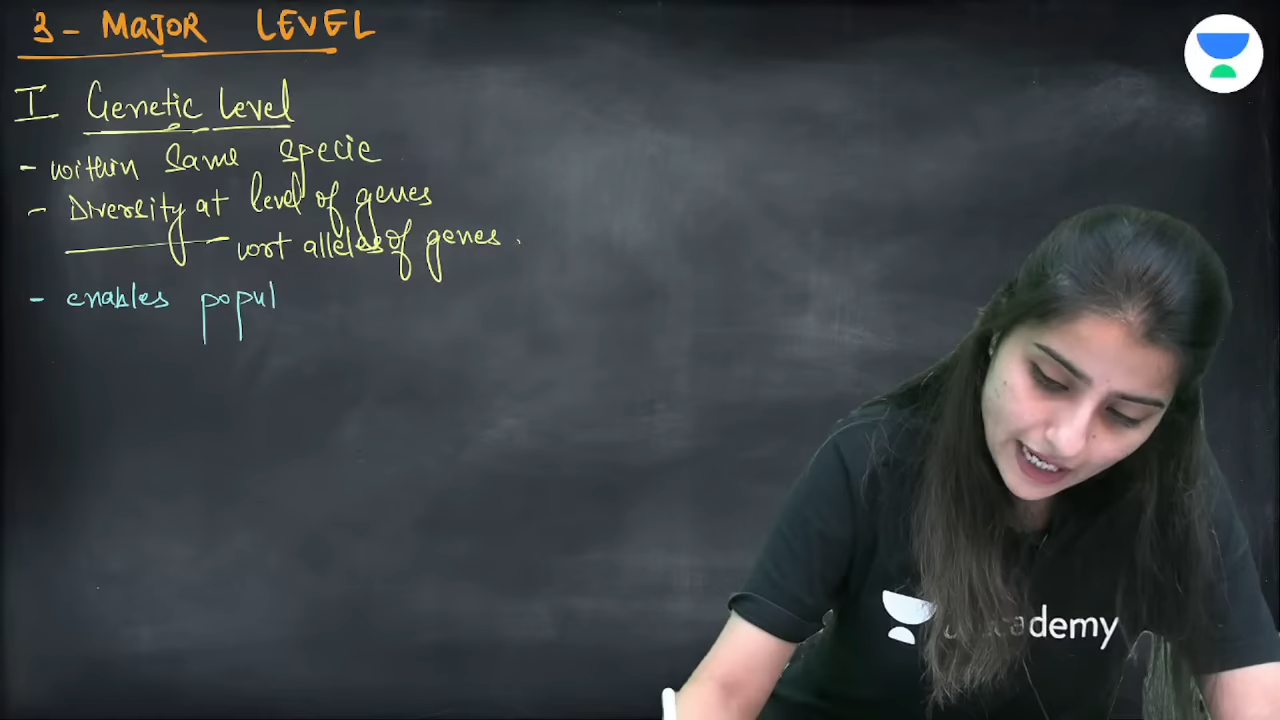 3 - MAJOR LEVEL
I Genetic level
- within same specie
- Diversity at level of genes
wort alleles of genes.
- enables popul
academy